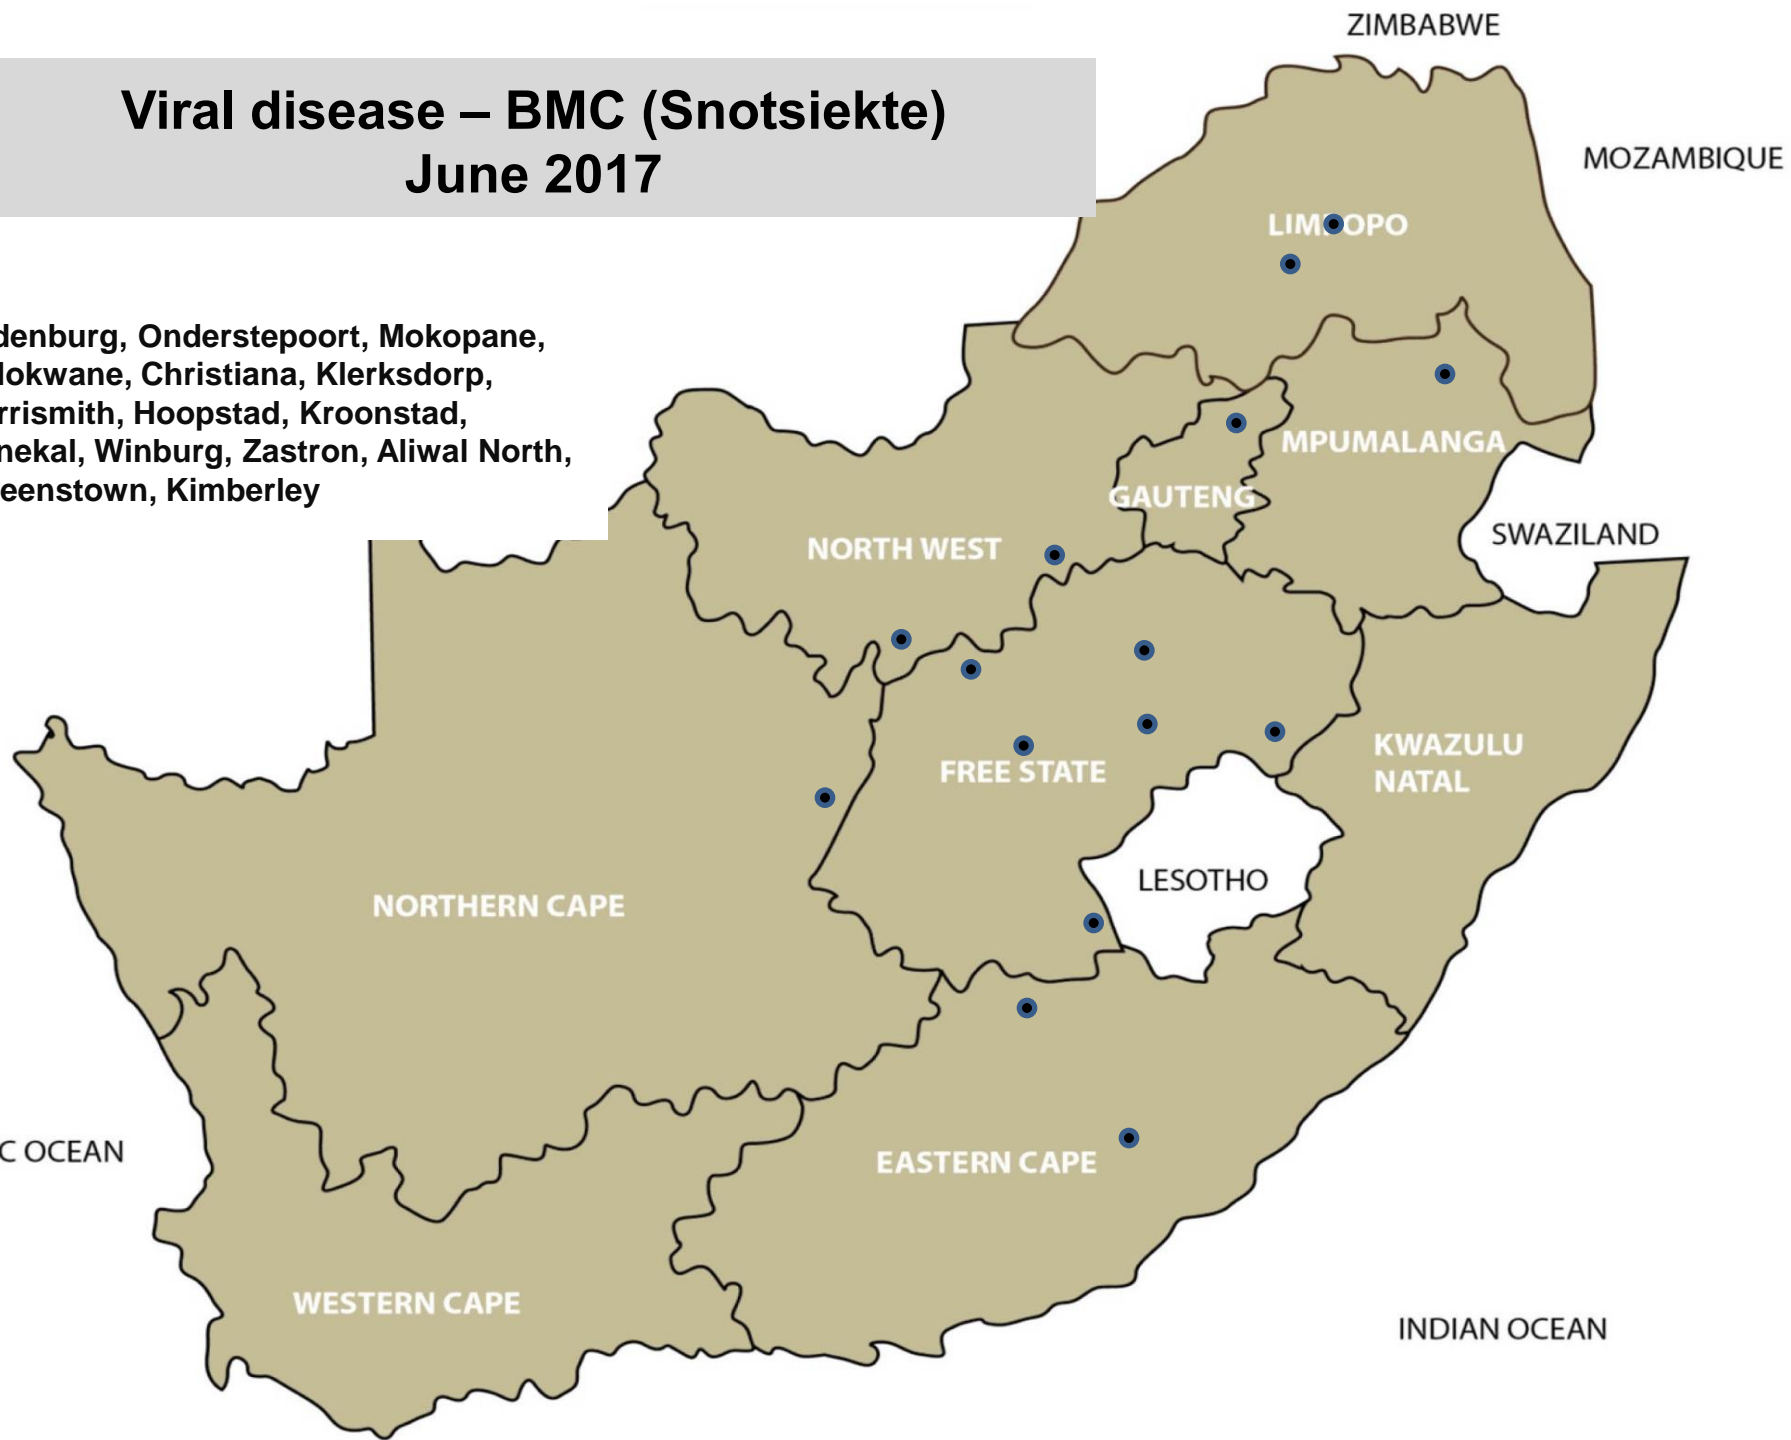 ZIMBABWE
Viral disease – BMC (Snotsiekte)
June 2017
MOZAMBIQUE
LIMPOPO
denburg, Onderstepoort, Mokopane,
lokwane, Christiana, Klerksdorp,
rrismith, Hoopstad, Kroonstad,
nekal, Winburg, Zastron, Aliwal North,
eenstown, Kimberley
MPUMALANGA
GAUTENG
SWAZILAND
NORTH WEST
KWAZULU
NATAL
FREE STATE
LESOTHO
NORTHERN CAPE
C OCEAN
EASTERN CAPE
WESTERN CAPE
INDIAN OCEAN